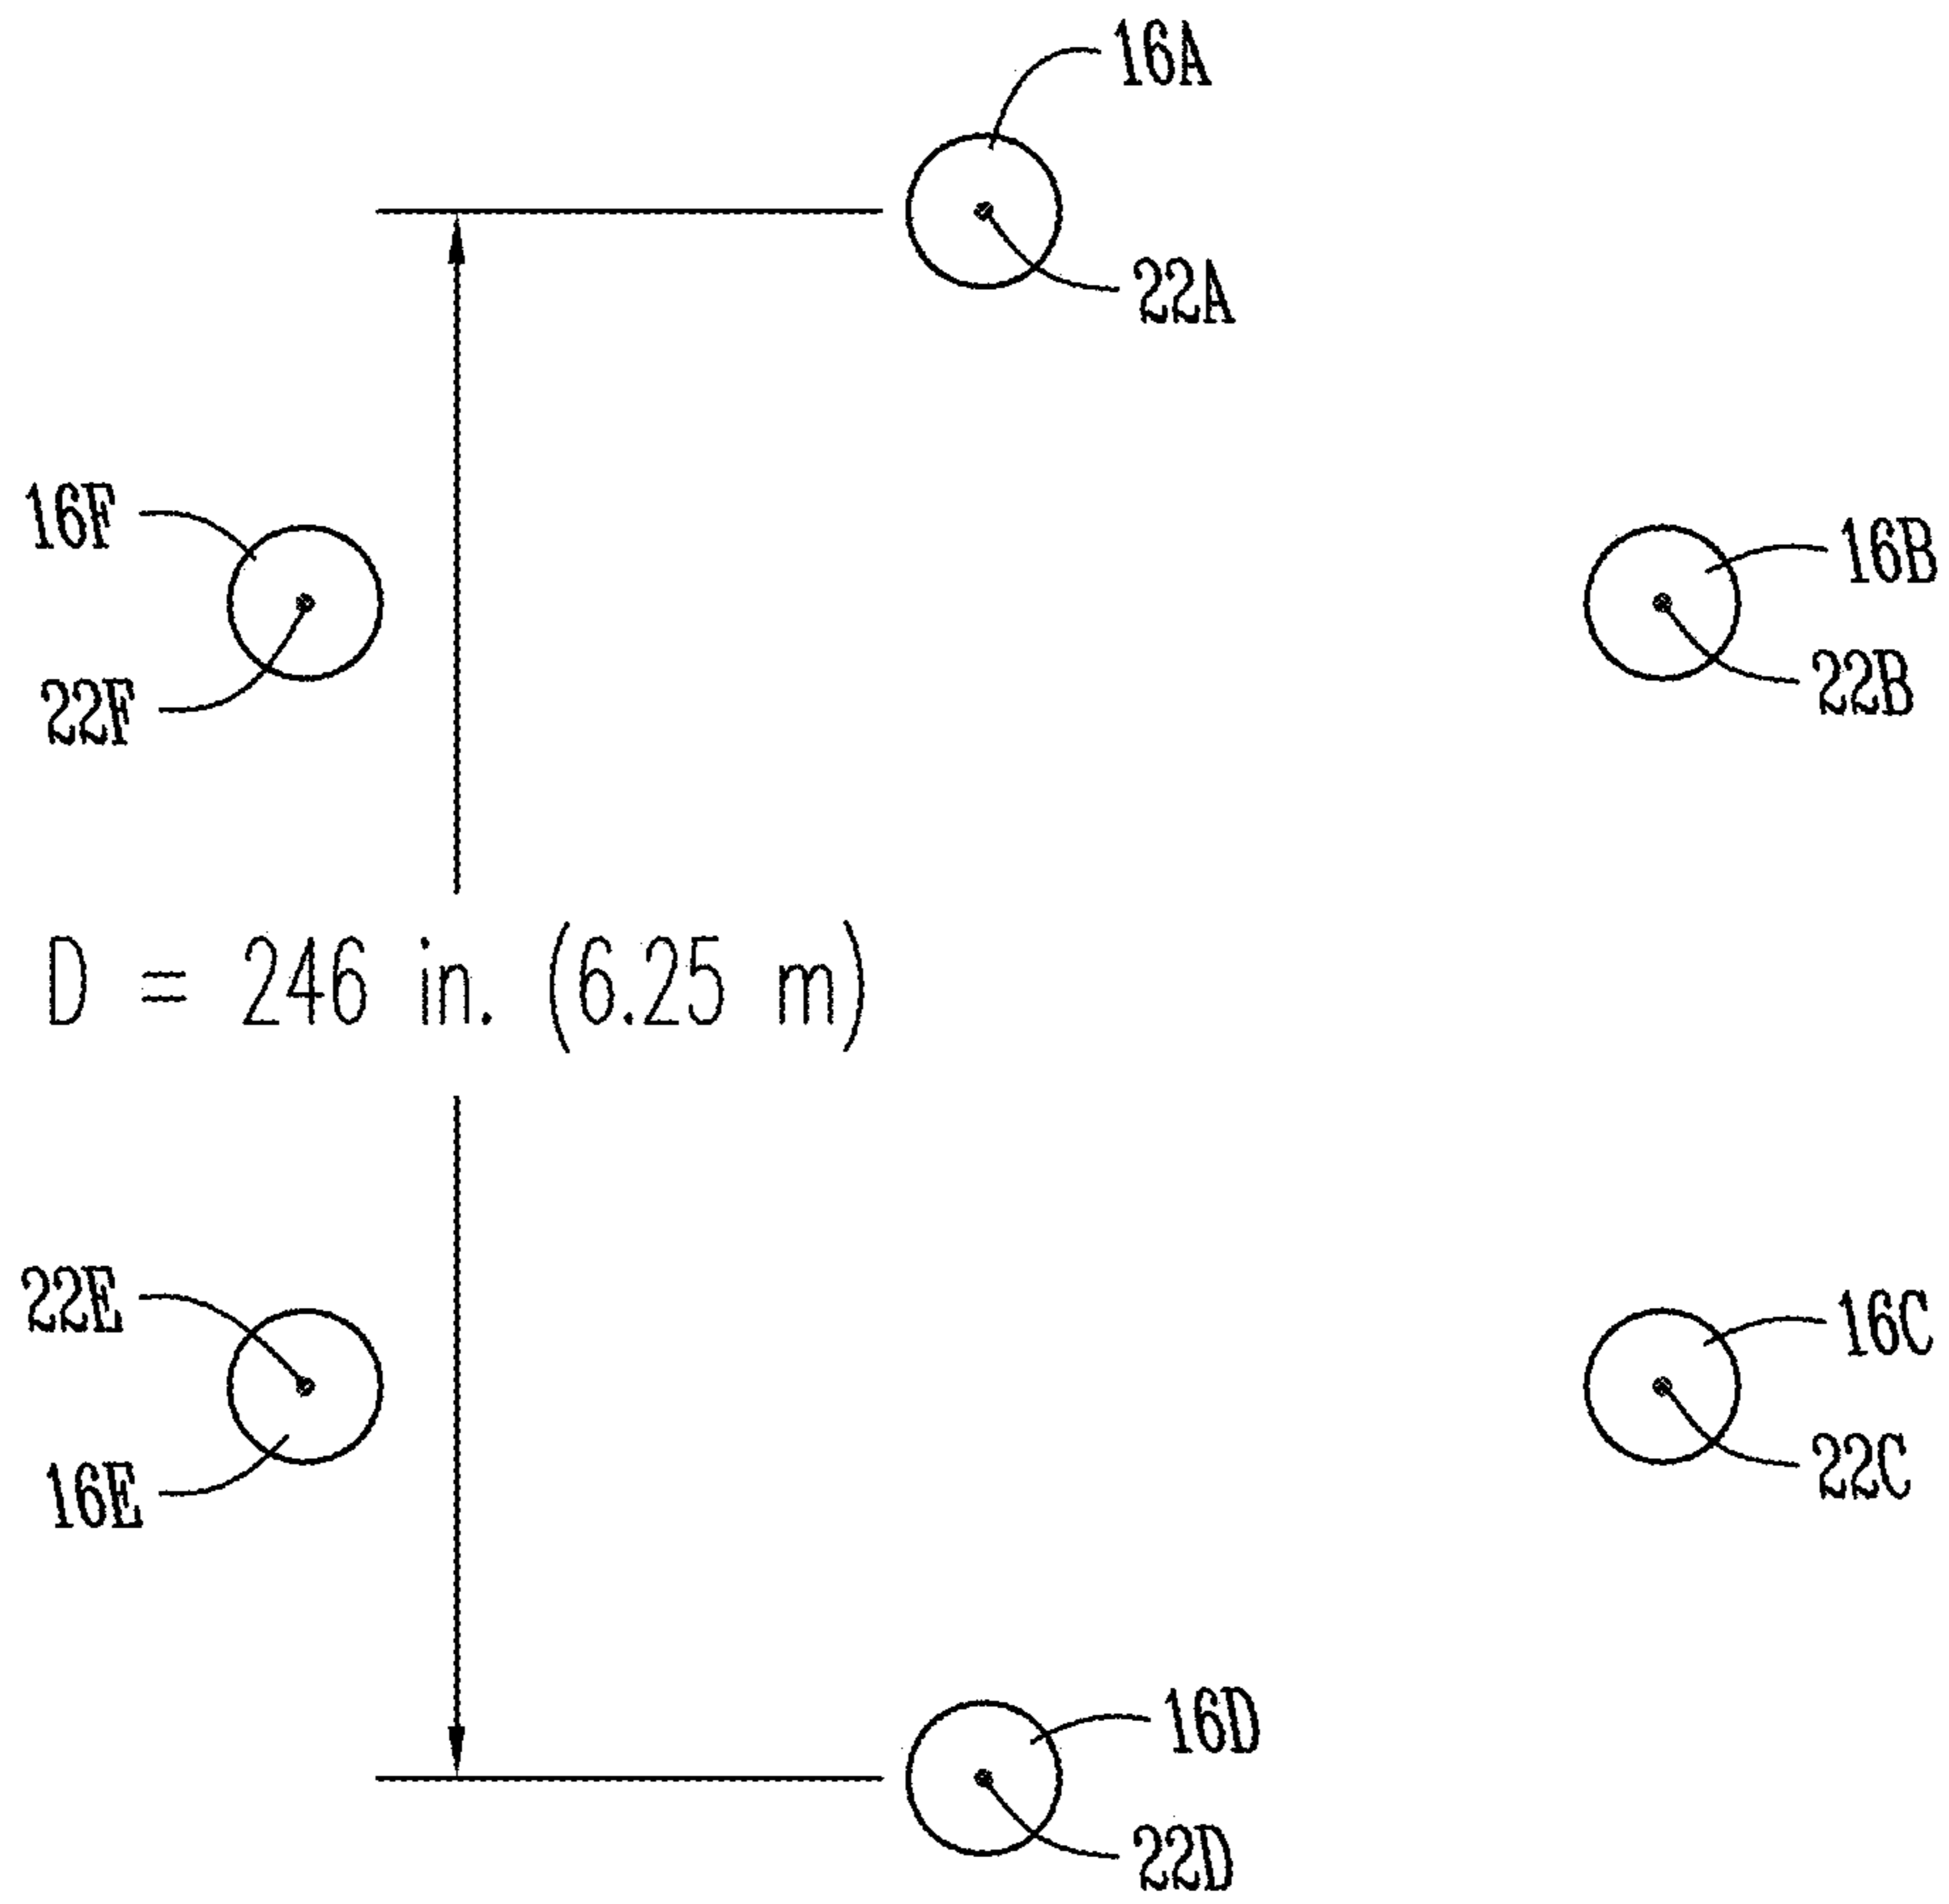 16A
22A
16F
16B
22F
22B
D = 246 in. (6.25 m)
22E
16C
16E
22C
16D
22D